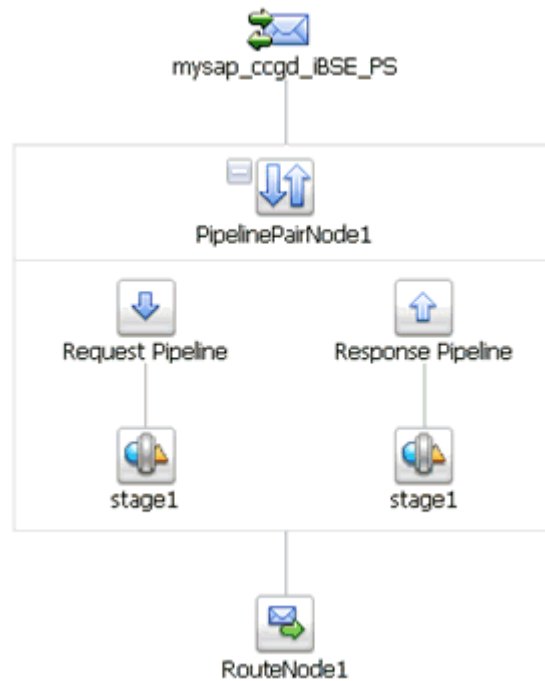 mysap_ccgd_iBSE_PS
PipelinePairNode1
Request Pipeline
Response Pipeline
stage1
stage1
RouteNode1